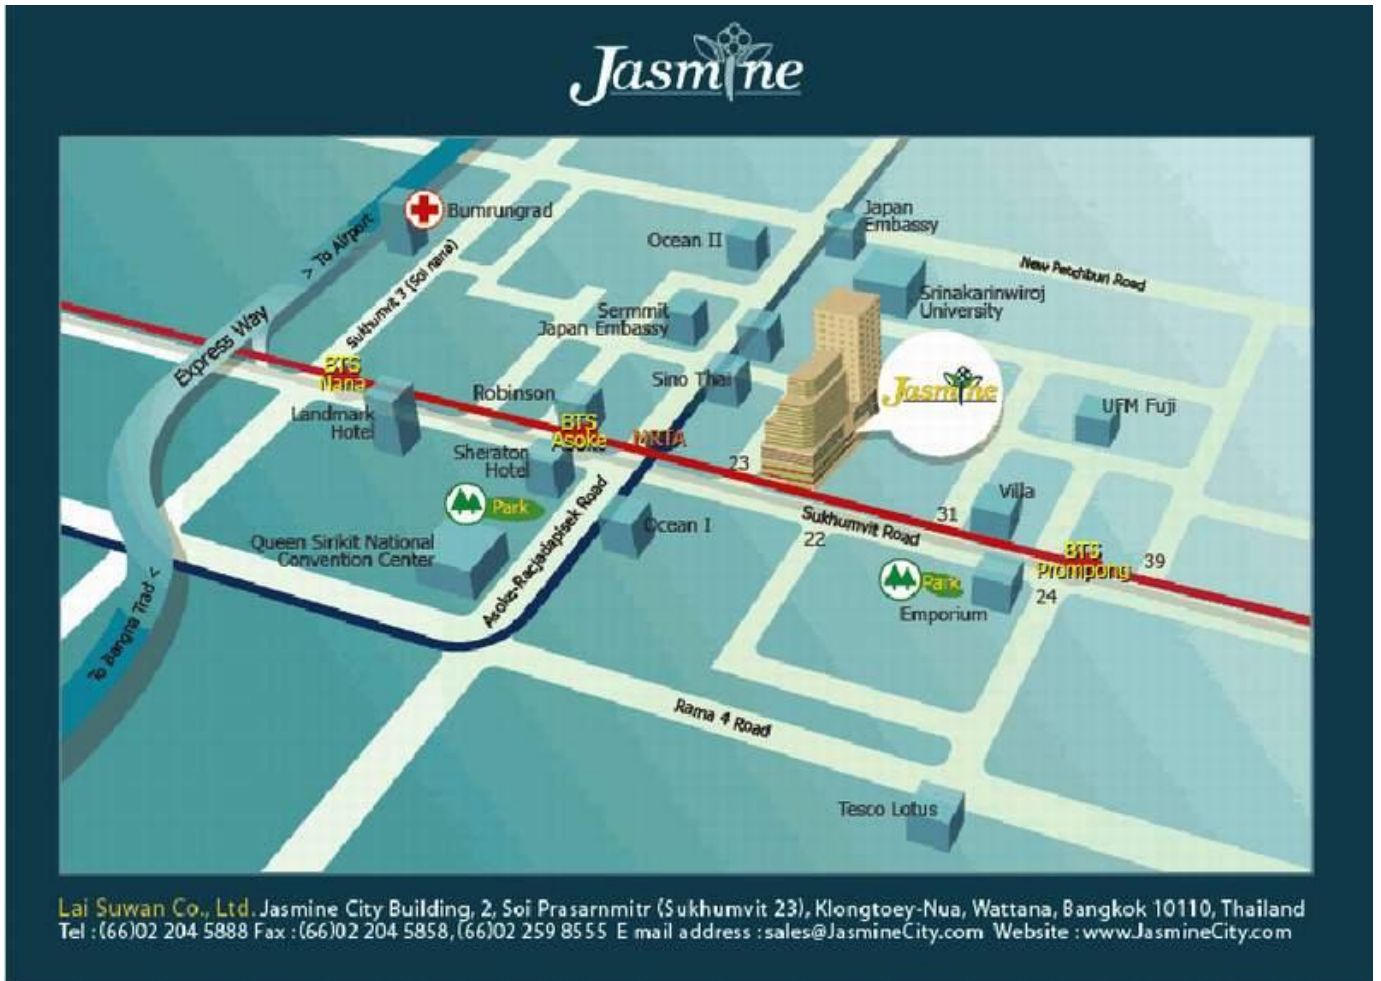 Jasmine
Bumrungrad
> To Airport
Sukhumvit 3 (Soi nana)
Express Way
Japan
Embassy
Ocean II
New Petchburi Road
Srinakarinwiroj
University
Sermmit
Japan Embassy
BTS
Nana
Sino Thai
Jasmine
Robinson
Landmark
Hotel
UFM Fuji
BTS
Asoke
Asoke
MRTA
Sheraton
Hotel
23
Park
Villa
Ocean I
31
Sukhumvit Road
22
Queen Sirikit National
Convention Center
Asoke-Racjadapisek Road
BTS
Prompong
39
Park
24
Emporium
To Bangna Trad <
Rama 4 Road
Tesco Lotus
Lai Suwan Co., Ltd. Jasmine City Building, 2, Soi Prasarnmitr (Sukhumvit 23), Klongtoey-Nua, Wattana, Bangkok 10110, Thailand
Tel : (66)02 204 5888 Fax : (66)02 204 5858, (66)02 259 8555 E mail address : sales@JasmineCity.com Website : www.JasmineCity.com